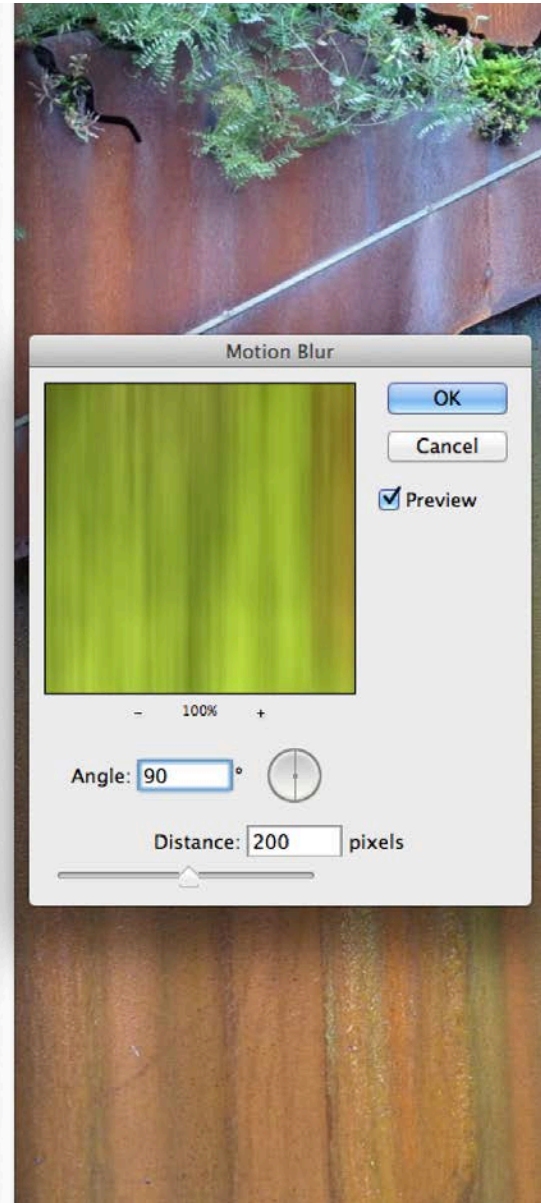 Motion Blur
OK
Cancel
Preview
- 100% +
Angle: 90 °
Distance: 200 pixels